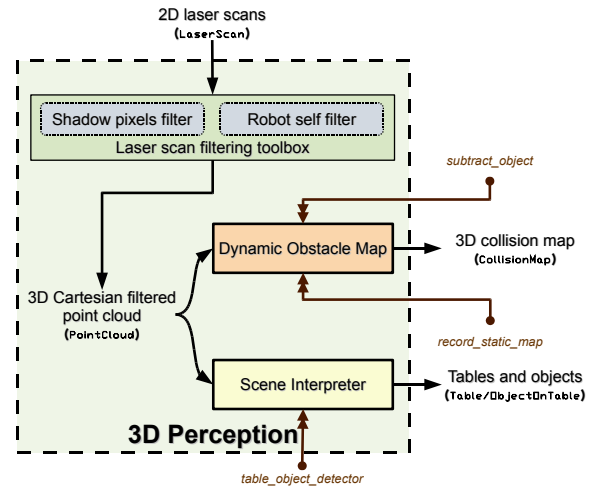 2D laser scans
(LaserScan)
Shadow pixels filter
Robot self filter
Laser scan filtering toolbox
subtract_object
Dynamic Obstacle Map
3D collision map
(CollisionMap)
3D Cartesian filtered
point cloud
(PointCloud)
record_static_map
Scene Interpreter
Tables and objects
(Table/ObjectOnTable)
3D Perception
table_object_detector